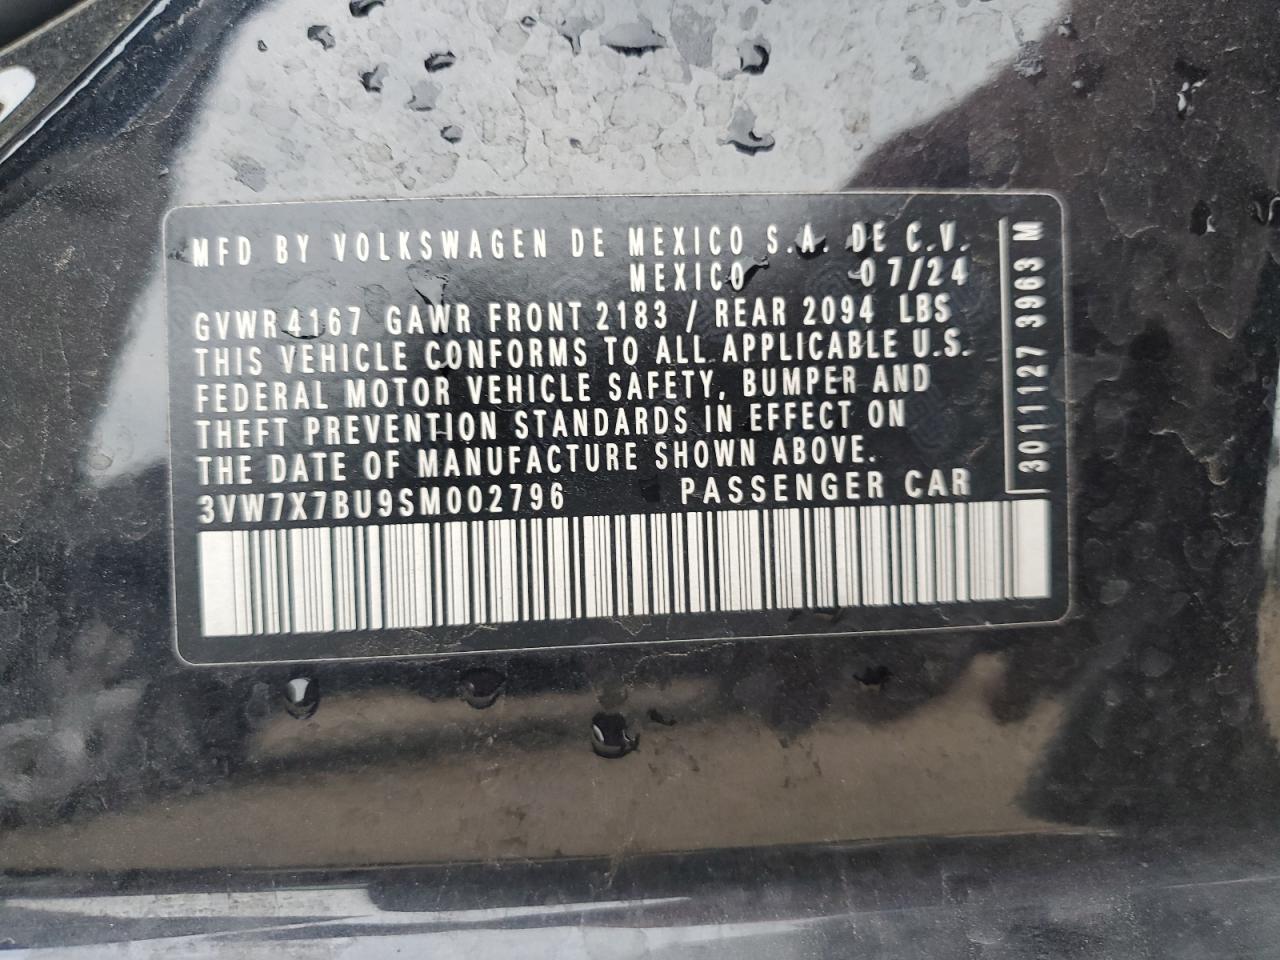 MFD BY VOLKSWAGEN DE MEXICO S.A. DE C.V.
MEXICO 07/24
GVWR 4167 GAWR FRONT 2183 / REAR 2094 LBS
THIS VEHICLE CONFORMS TO ALL APPLICABLE U.S.
FEDERAL MOTOR VEHICLE SAFETY, BUMPER AND
THEFT PREVENTION STANDARDS IN EFFECT ON
THE DATE OF MANUFACTURE SHOWN ABOVE.
3VW7X7BU9SM002796 PASSENGER CAR
3011127 3963 M